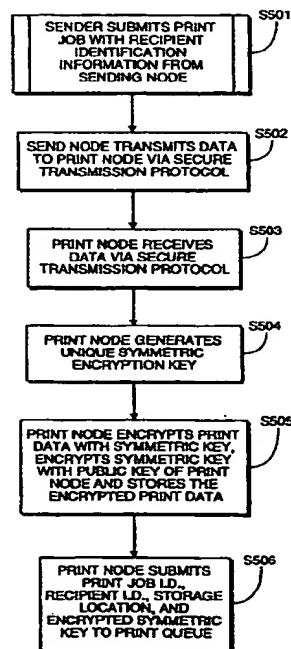 S501
SENDER SUBMITS PRINT
JOB WITH RECIPIENT
IDENTIFICATION
INFORMATION FROM
SENDING NODE
S502
SEND NODE TRANSMITS DATA
TO PRINT NODE VIA SECURE
TRANSMISSION PROTOCOL
S503
PRINT NODE RECEIVES
DATA VIA SECURE
TRANSMISSION PROTOCOL
S504
PRINT NODE GENERATES
UNIQUE SYMMETRIC
ENCRYPTION KEY
S505
PRINT NODE ENCRYPTS PRINT
DATA WITH SYMMETRIC KEY,
ENCRYPTS SYMMETRIC KEY
WITH PUBLIC KEY OF PRINT
NODE AND STORES THE
ENCRYPTED PRINT DATA
S506
PRINT NODE SUBMITS
PRINT JOB I.D.,
RECIPIENT I.D., STORAGE
LOCATION, AND
ENCRYPTED SYMMETRIC
KEY TO PRINT QUEUE